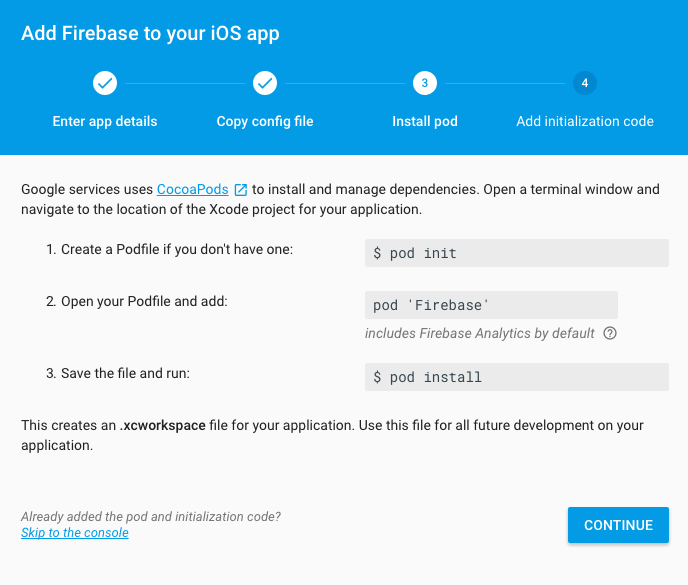 Add Firebase to your iOS app
3
4
Enter app details
Copy config file
Install pod
Add initialization code
Google services uses CocoaPods to install and manage dependencies. Open a terminal window and
navigate to the location of the Xcode project for your application.
1. Create a Podfile if you don't have one:
$ pod init
2. Open your Podfile and add:
pod 'Firebase'
includes Firebase Analytics by default ?
3. Save the file and run:
$ pod install
This creates an .xcworkspace file for your application. Use this file for all future development on your
application.
Already added the pod and initialization code?
Skip to the console
CONTINUE